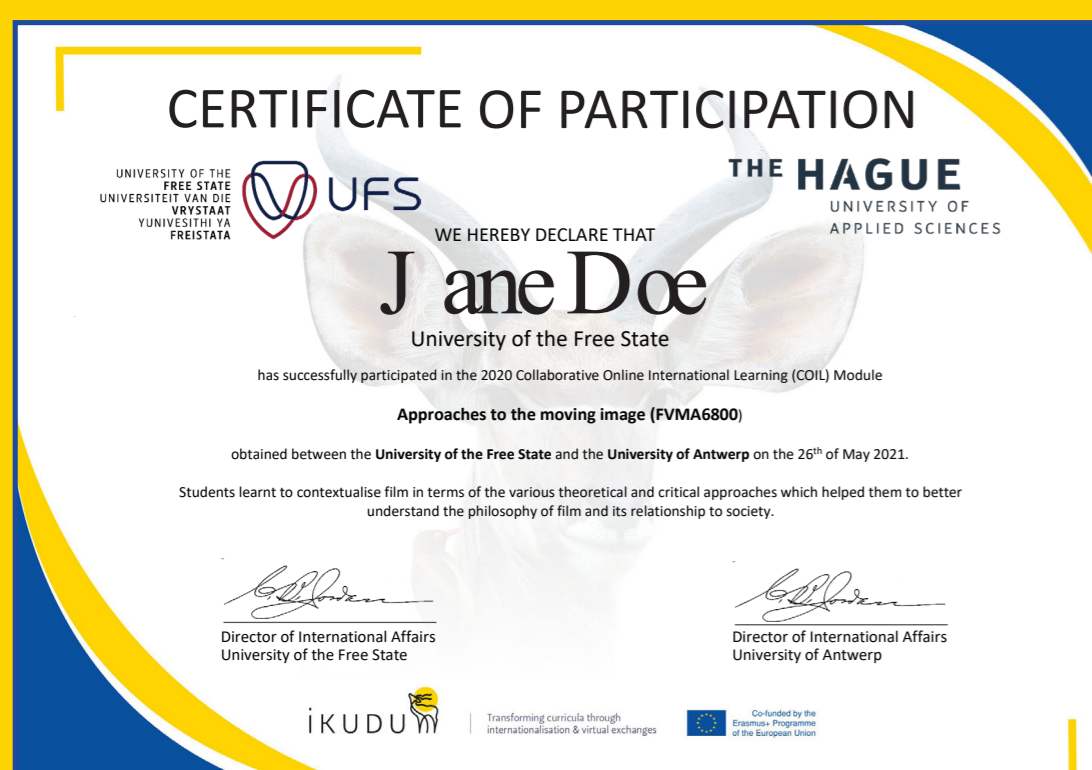 CERTIFICATE OF PARTICIPATION
UNIVERSITY OF THE
FREE STATE
UNIVERSITEIT VAN DIE
VRYSTAAT
YUNIVESITHI YA
FREISTATA
UFS
THE HAGUE
UNIVERSITY OF
APPLIED SCIENCES
WE HEREBY DECLARE THAT
Jane Doe
University of the Free State
has successfully participated in the 2020 Collaborative Online International Learning (COIL) Module
Approaches to the moving image (FVMA6800)
obtained between the University of the Free State and the University of Antwerp on the 26th of May 2021.
Students learnt to contextualise film in terms of the various theoretical and critical approaches which helped them to better
understand the philosophy of film and its relationship to society.
Director of International Affairs
University of the Free State
Director of International Affairs
University of Antwerp
iKUDU
Transforming curricula through
internationalisation & virtual exchanges
Co-funded by the
Erasmus+ Programme
of the European Union